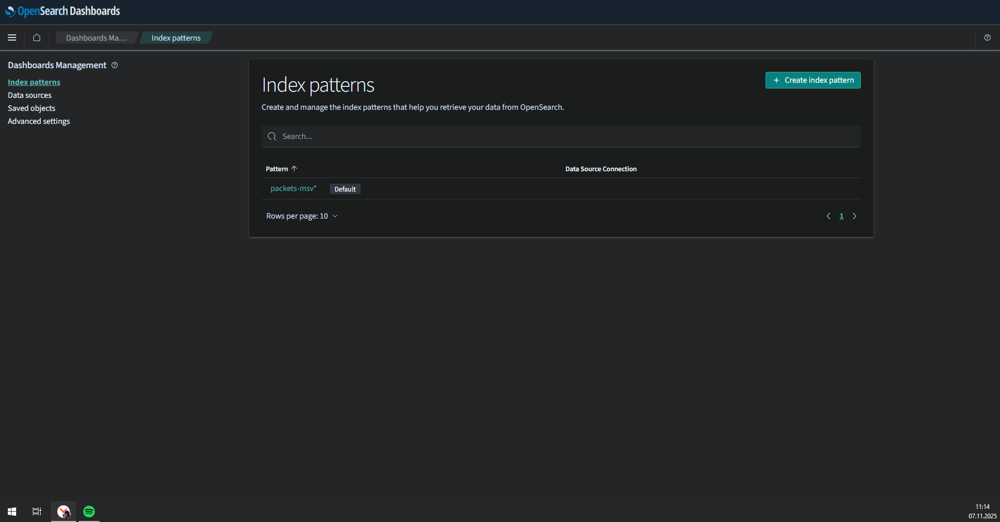 OpenSearch Dashboards
Dashboards Ma...
Index patterns
Dashboards Management
Index patterns
Data sources
Saved objects
Advanced settings
Index patterns
Create index pattern
Create and manage the index patterns that help you retrieve your data from OpenSearch.
Search...
Pattern
Data Source Connection
packets-msv*
Default
Rows per page: 10
1
11:14
07.11.2025